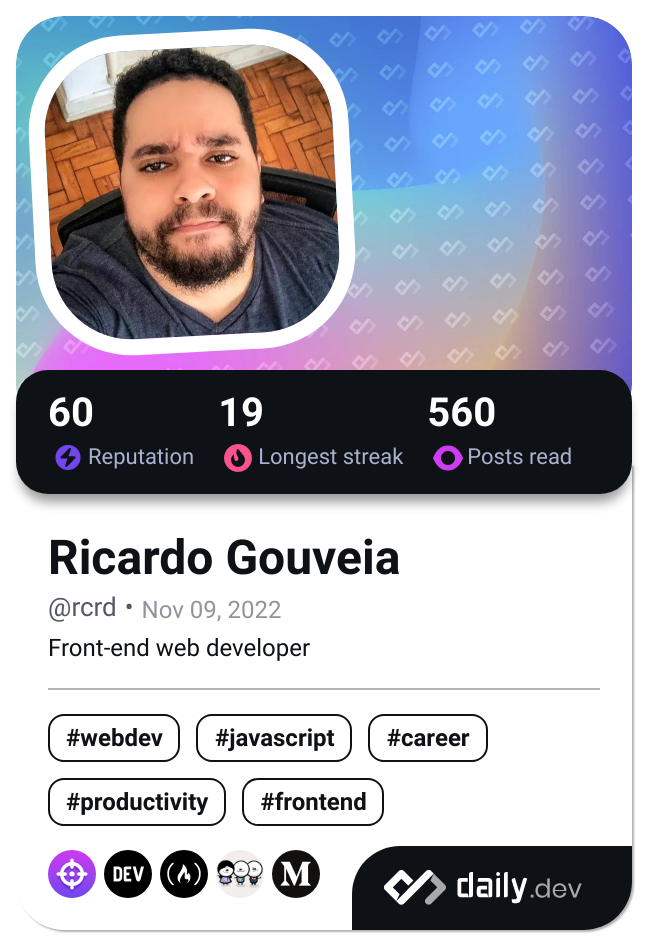 60 19 560
Reputation Longest streak Posts read
Ricardo Gouveia
@rcrd • Nov 09, 2022
Front-end web developer
#webdev #javascript #career
#productivity #frontend
DEV M daily.dev